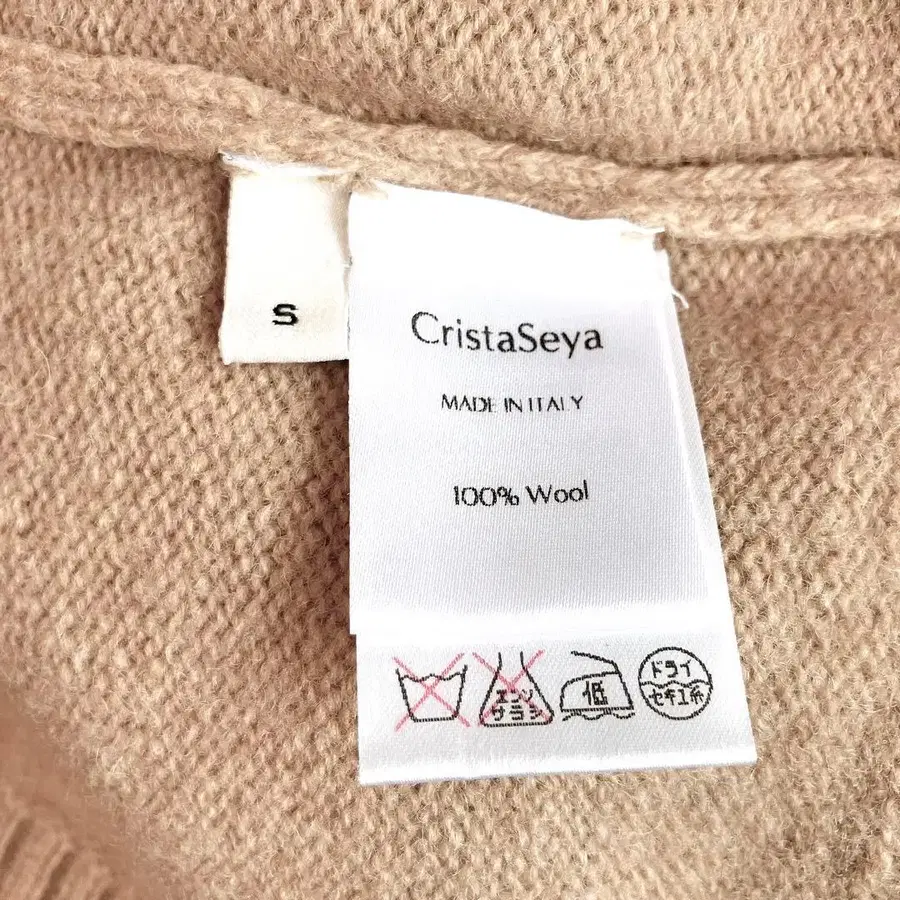 S
CristaSeya
MADE IN ITALY
100% Wool
エンソ
サラシ
低
ドライ
セキユ系